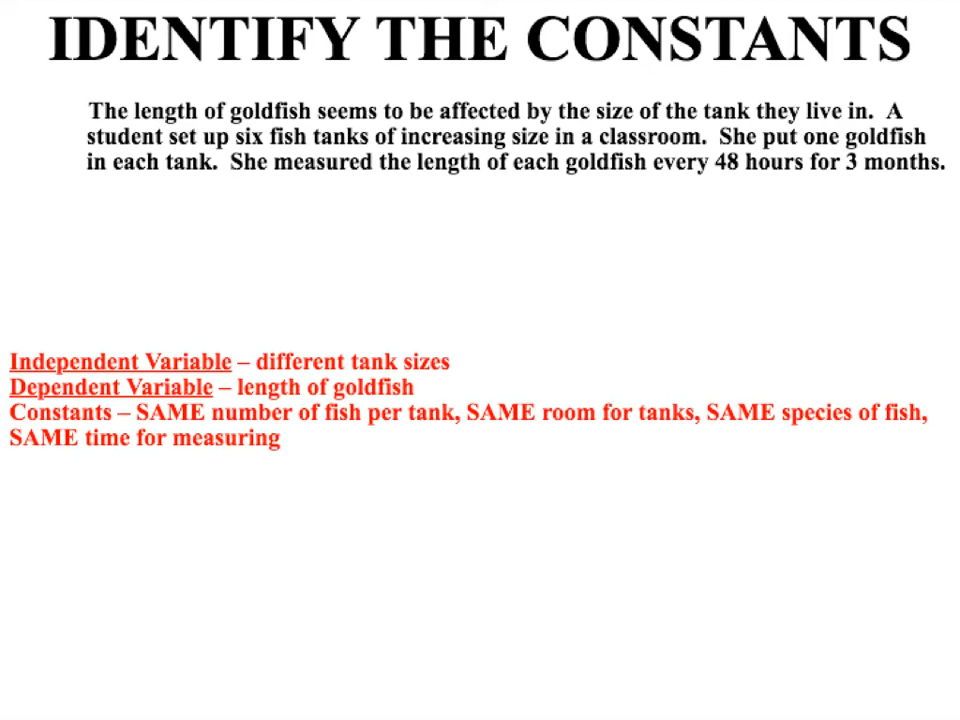 IDENTIFY THE CONSTANTS
The length of goldfish seems to be affected by the size of the tank they live in.  A
student set up six fish tanks of increasing size in a classroom.  She put one goldfish
in each tank.  She measured the length of each goldfish every 48 hours for 3 months.
Independent Variable – different tank sizes
Dependent Variable – length of goldfish
Constants – SAME number of fish per tank, SAME room for tanks, SAME species of fish,
SAME time for measuring